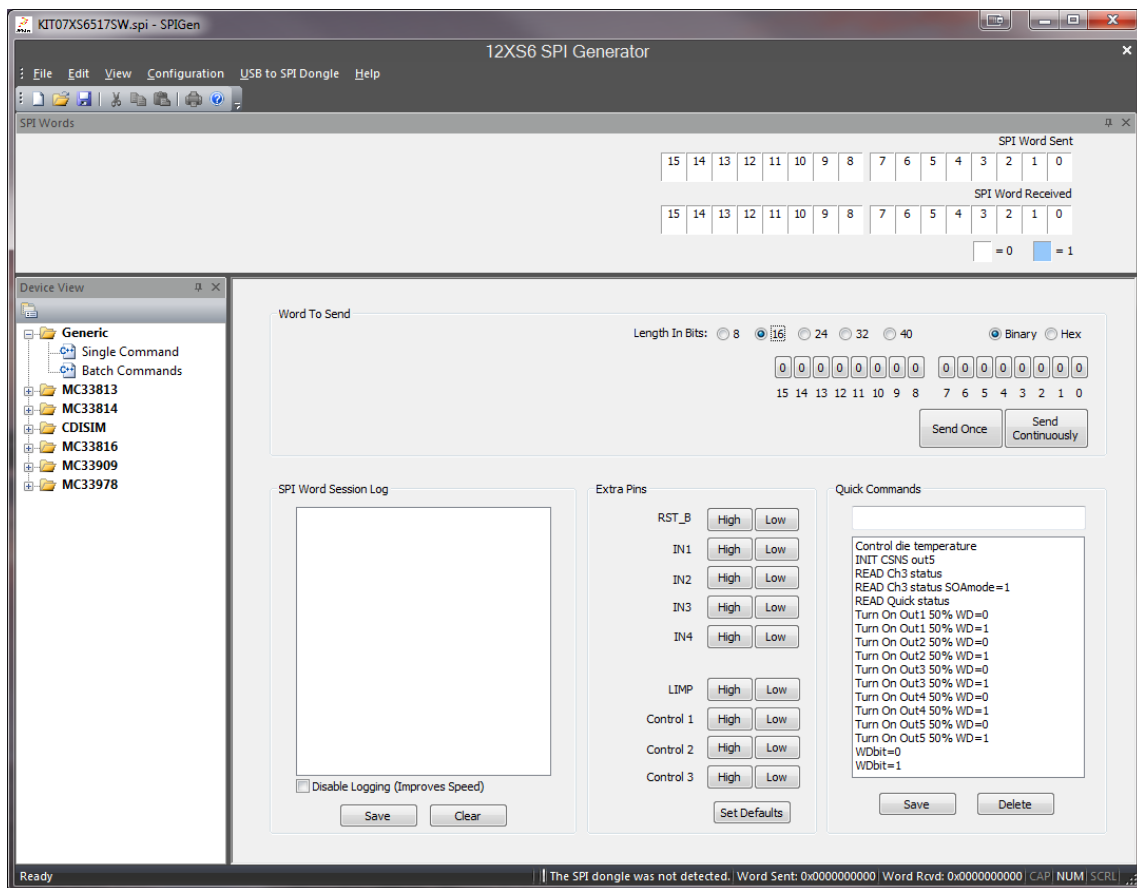 KIT07XS6517SW.spi - SPIGen
12XS6 SPI Generator
File Edit View Configuration USB to SPI Dongle Help
SPI Words
SPI Word Sent
15 14 13 12 11 10 9 8 7 6 5 4 3 2 1 0
SPI Word Received
15 14 13 12 11 10 9 8 7 6 5 4 3 2 1 0
= 0 = 1
Device View
Generic
Single Command
Batch Commands
MC33813
MC33814
CDISIM
MC33816
MC33909
MC33978
Word To Send
Length In Bits: 8 16 24 32 40 Binary Hex
0 0 0 0 0 0 0 0 0 0 0 0 0 0 0 0
15 14 13 12 11 10 9 8 7 6 5 4 3 2 1 0
Send Once
Send
Continuously
SPI Word Session Log
Disable Logging (Improves Speed)
Save Clear
Extra Pins
RST_B High Low
IN1 High Low
IN2 High Low
IN3 High Low
IN4 High Low
LIMP High Low
Control 1 High Low
Control 2 High Low
Control 3 High Low
Set Defaults
Quick Commands
Control die temperature
INIT CSNS out5
READ Ch3 status
READ Ch3 status SOAmode=1
READ Quick status
Turn On Out1 50% WD=0
Turn On Out1 50% WD=1
Turn On Out2 50% WD=0
Turn On Out2 50% WD=1
Turn On Out3 50% WD=0
Turn On Out3 50% WD=1
Turn On Out4 50% WD=0
Turn On Out4 50% WD=1
Turn On Out5 50% WD=0
Turn On Out5 50% WD=1
WDbit=0
WDbit=1
Save Delete
Ready The SPI dongle was not detected. Word Sent: 0x0000000000 Word Rcvd: 0x0000000000 CAP NUM SCRL